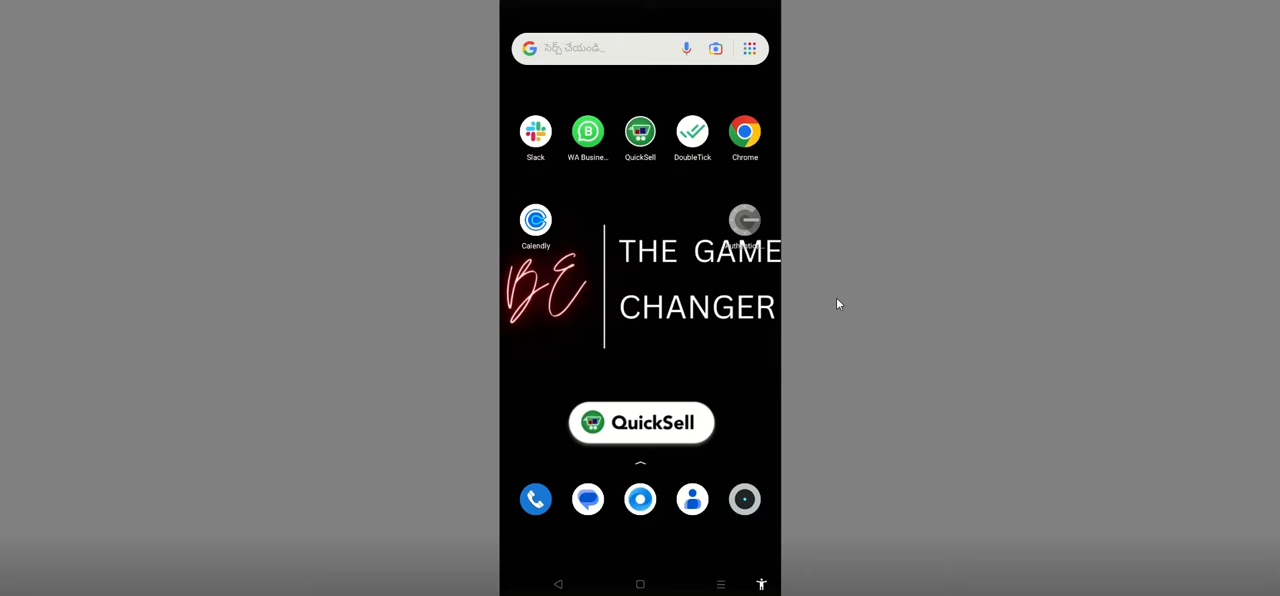 సెర్చ్ చేయండి...
Slack
WA Busine...
QuickSell
DoubleTick
Chrome
Calendly
BE
THE GAME
CHANGER
QuickSell